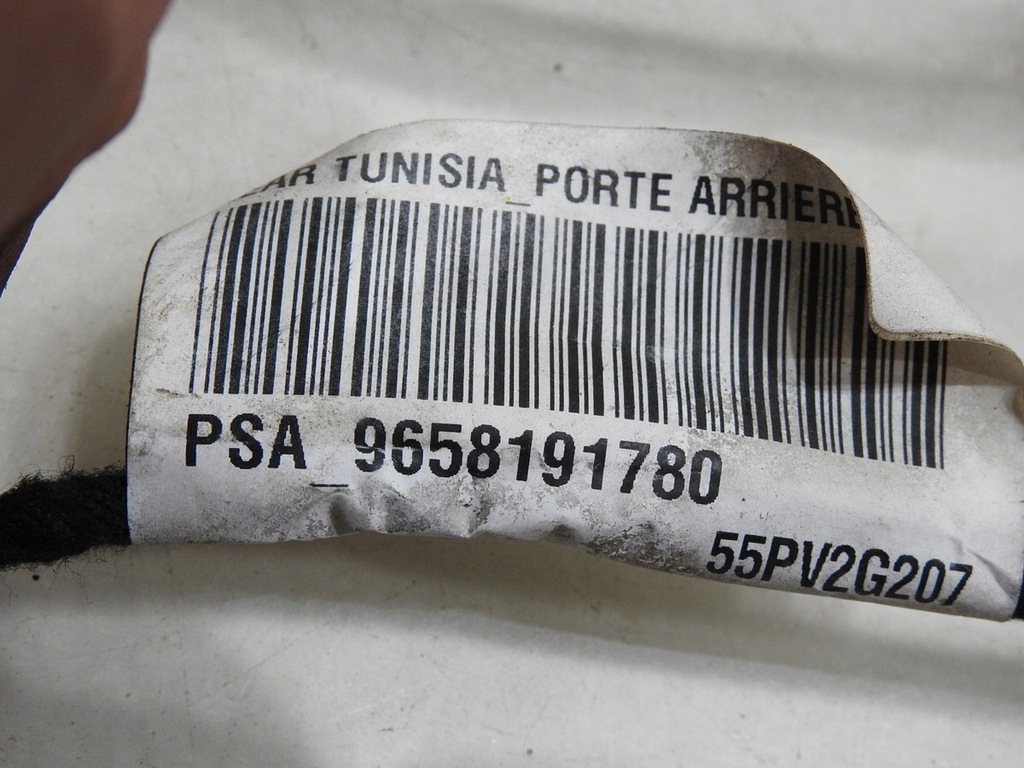 TUNISIA_PORTE ARRIERE
PSA_9658191780
55PV2G207